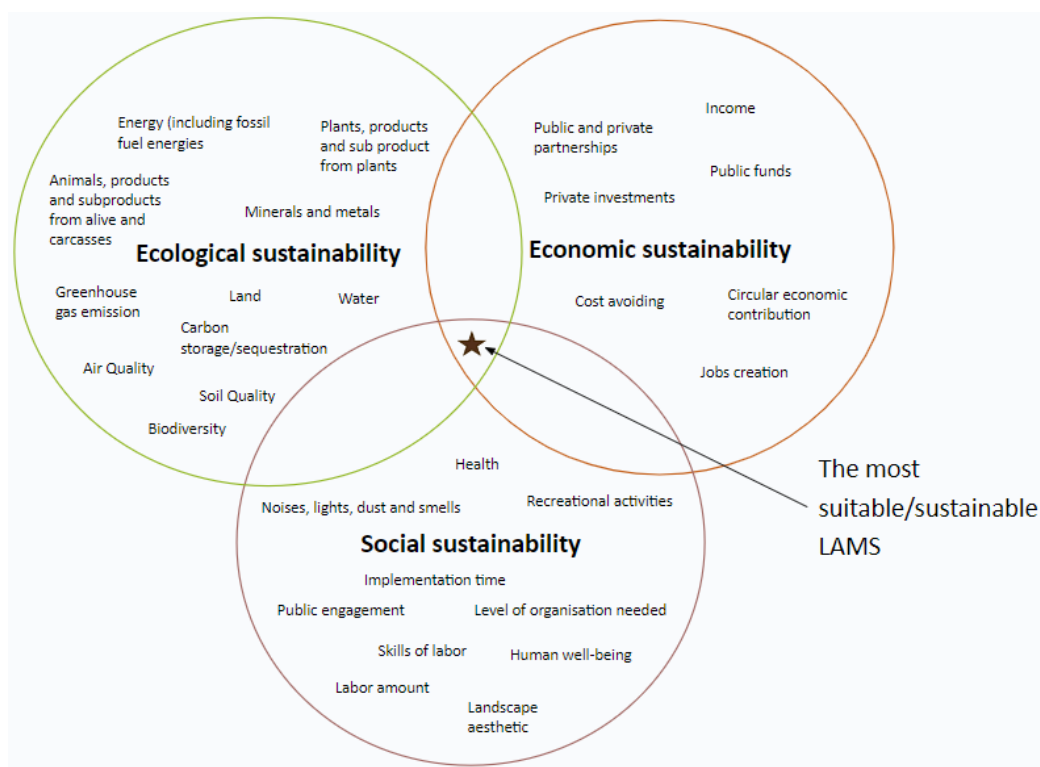 Energy (including fossil
fuel energies
Plants, products
and sub product
from plants
Animals, products
and subproducts
from alive and
carcasses
Minerals and metals
Ecological sustainability
Greenhouse
gas emission
Land
Water
Carbon
storage/sequestration
Air Quality
Soil Quality
Biodiversity
Income
Public and private
partnerships
Public funds
Private investments
Economic sustainability
Cost avoiding
Circular economic
contribution
Jobs creation
The most
suitable/sustainable
LAMS
Health
Noises, lights, dust and smells
Recreational activities
Social sustainability
Implementation time
Public engagement
Level of organisation needed
Skills of labor
Human well-being
Labor amount
Landscape
aesthetic